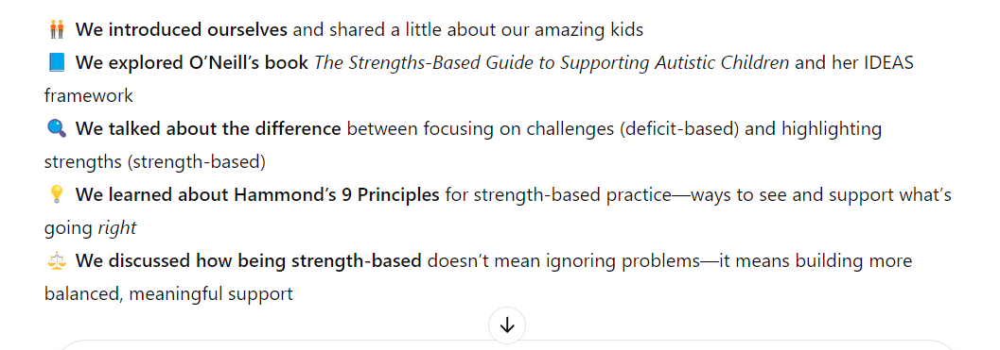 👬 We introduced ourselves and shared a little about our amazing kids
📘 We explored O’Neill’s book The Strengths-Based Guide to Supporting Autistic Children and her IDEAS
framework
🔍 We talked about the difference between focusing on challenges (deficit-based) and highlighting
strengths (strength-based)
💡 We learned about Hammond’s 9 Principles for strength-based practice—ways to see and support what’s
going right
⚖️ We discussed how being strength-based doesn’t mean ignoring problems—it means building more
balanced, meaningful support